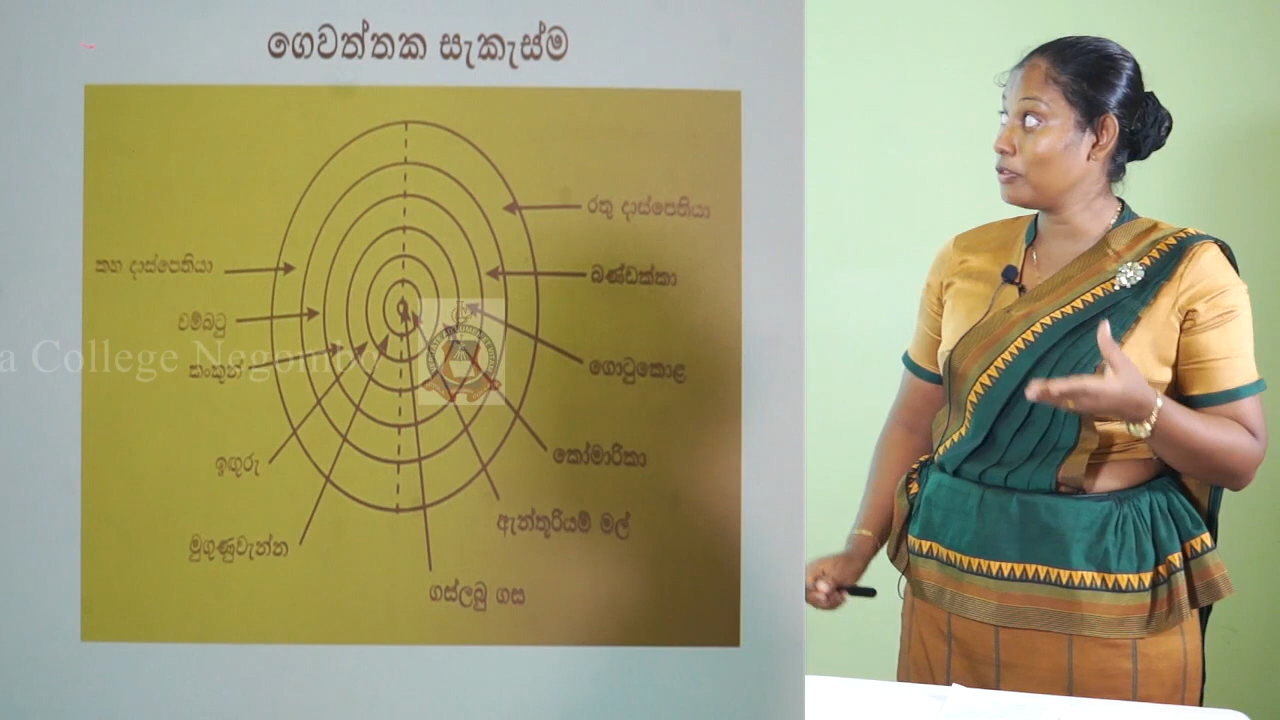 ගෙවත්තක සැකැස්ම
රතු දාස්පෙතියා
කහ දාස්පෙතියා
බණ්ඩක්කා
වම්බටු
a College Negombo
කංකුන්
ගොටුකොළ
ඉඟුරු
කෝමාරිකා
ඇන්තූරියම් මල්
මුගුණුවැන්න
ගස්ලබු ගස